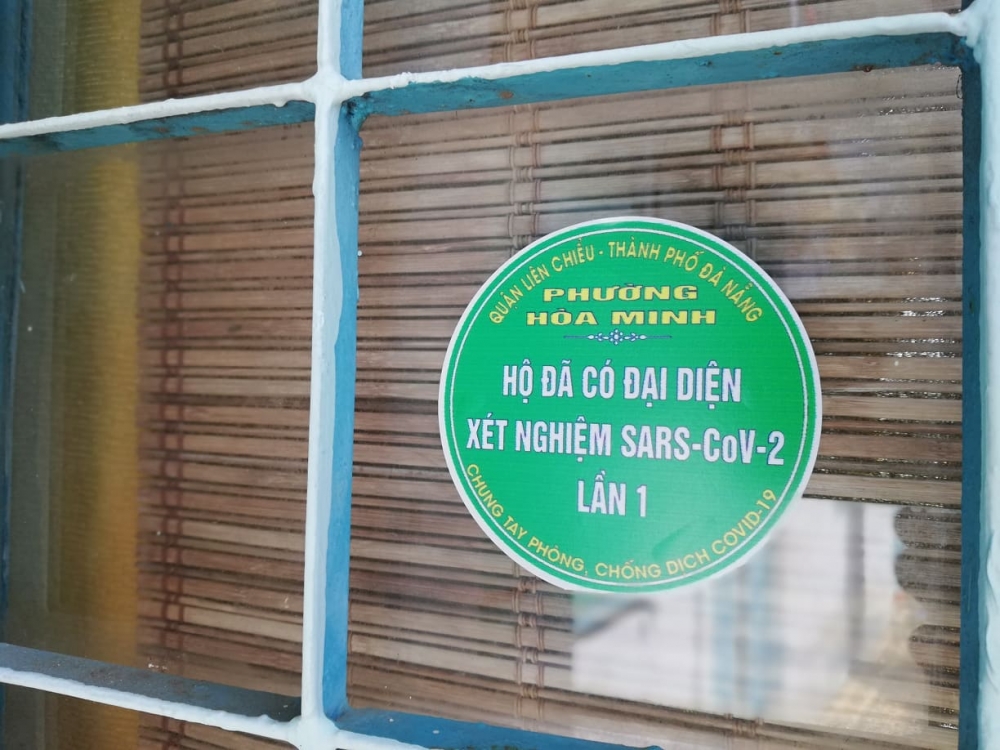 QUẬN LIÊN CHIỂU - THÀNH PHỐ ĐÀ NẴNG
PHƯỜNG
HÒA MINH
HỘ ĐÃ CÓ ĐẠI DIỆN
XÉT NGHIỆM SARS-CoV-2
LẦN 1
CHUNG TAY PHÒNG, CHỐNG DỊCH COVID-19